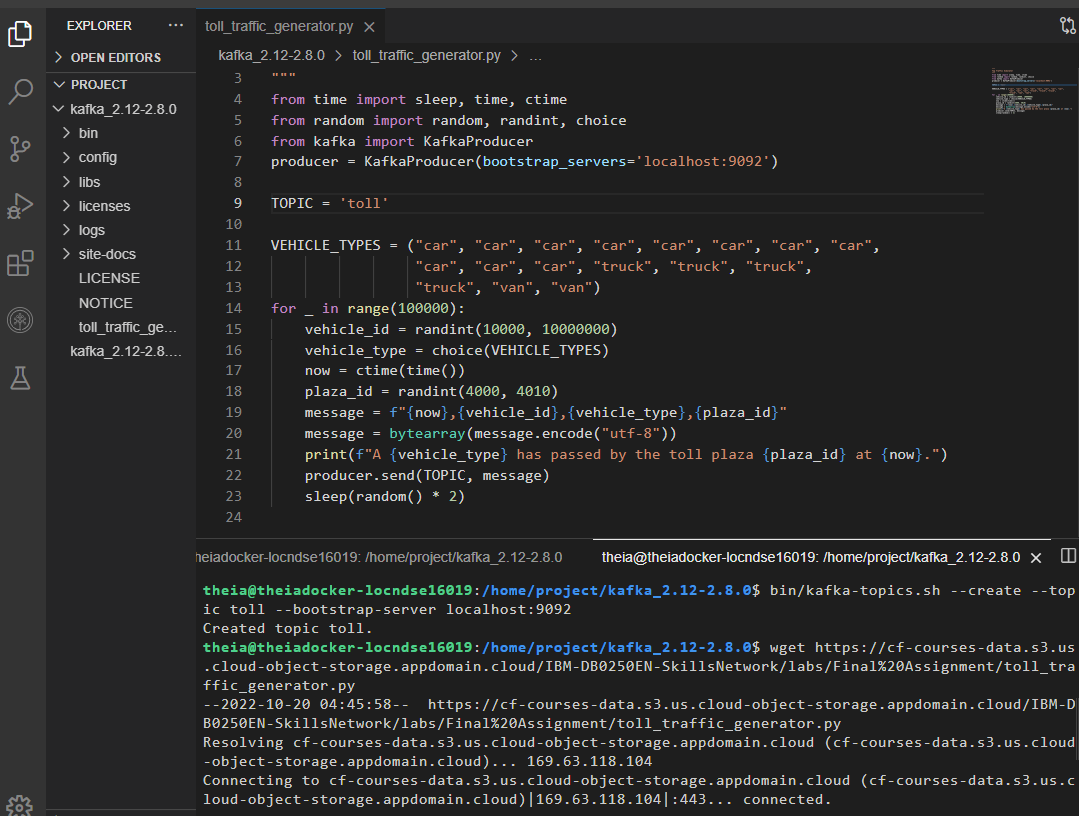 EXPLORER ···
OPEN EDITORS
PROJECT
kafka_2.12-2.8.0
bin
config
libs
licenses
logs
site-docs
LICENSE
NOTICE
toll_traffic_ge...
kafka_2.12-2.8....
toll_traffic_generator.py
kafka_2.12-2.8.0 > toll_traffic_generator.py > ...
3 """
4 from time import sleep, time, ctime
5 from random import random, randint, choice
6 from kafka import KafkaProducer
7 producer = KafkaProducer(bootstrap_servers='localhost:9092')
8
9 TOPIC = 'toll'
10
11 VEHICLE_TYPES = ("car", "car", "car", "car", "car", "car", "car", "car",
12 "car", "car", "car", "truck", "truck", "truck",
13 "truck", "van", "van")
14 for _ in range(100000):
15 vehicle_id = randint(10000, 10000000)
16 vehicle_type = choice(VEHICLE_TYPES)
17 now = ctime(time())
18 plaza_id = randint(4000, 4010)
19 message = f"{now},{vehicle_id},{vehicle_type},{plaza_id}"
20 message = bytearray(message.encode("utf-8"))
21 print(f"A {vehicle_type} has passed by the toll plaza {plaza_id} at {now}.")
22 producer.send(TOPIC, message)
23 sleep(random() * 2)
24
heiadocker-locndse16019: /home/project/kafka_2.12-2.8.0 theia@theiadocker-locndse16019: /home/project/kafka_2.12-2.8.0
theia@theiadocker-locndse16019:/home/project/kafka_2.12-2.8.0$ bin/kafka-topics.sh --create --top
ic toll --bootstrap-server localhost:9092
Created topic toll.
theia@theiadocker-locndse16019:/home/project/kafka_2.12-2.8.0$ wget https://cf-courses-data.s3.us
.cloud-object-storage.appdomain.cloud/IBM-DB0250EN-SkillsNetwork/labs/Final%20Assignment/toll_tra
ffic_generator.py
--2022-10-20 04:45:58-- https://cf-courses-data.s3.us.cloud-object-storage.appdomain.cloud/IBM-D
B0250EN-SkillsNetwork/labs/Final%20Assignment/toll_traffic_generator.py
Resolving cf-courses-data.s3.us.cloud-object-storage.appdomain.cloud (cf-courses-data.s3.us.cloud
-object-storage.appdomain.cloud)... 169.63.118.104
Connecting to cf-courses-data.s3.us.cloud-object-storage.appdomain.cloud (cf-courses-data.s3.us.c
loud-object-storage.appdomain.cloud)|169.63.118.104|:443... connected.